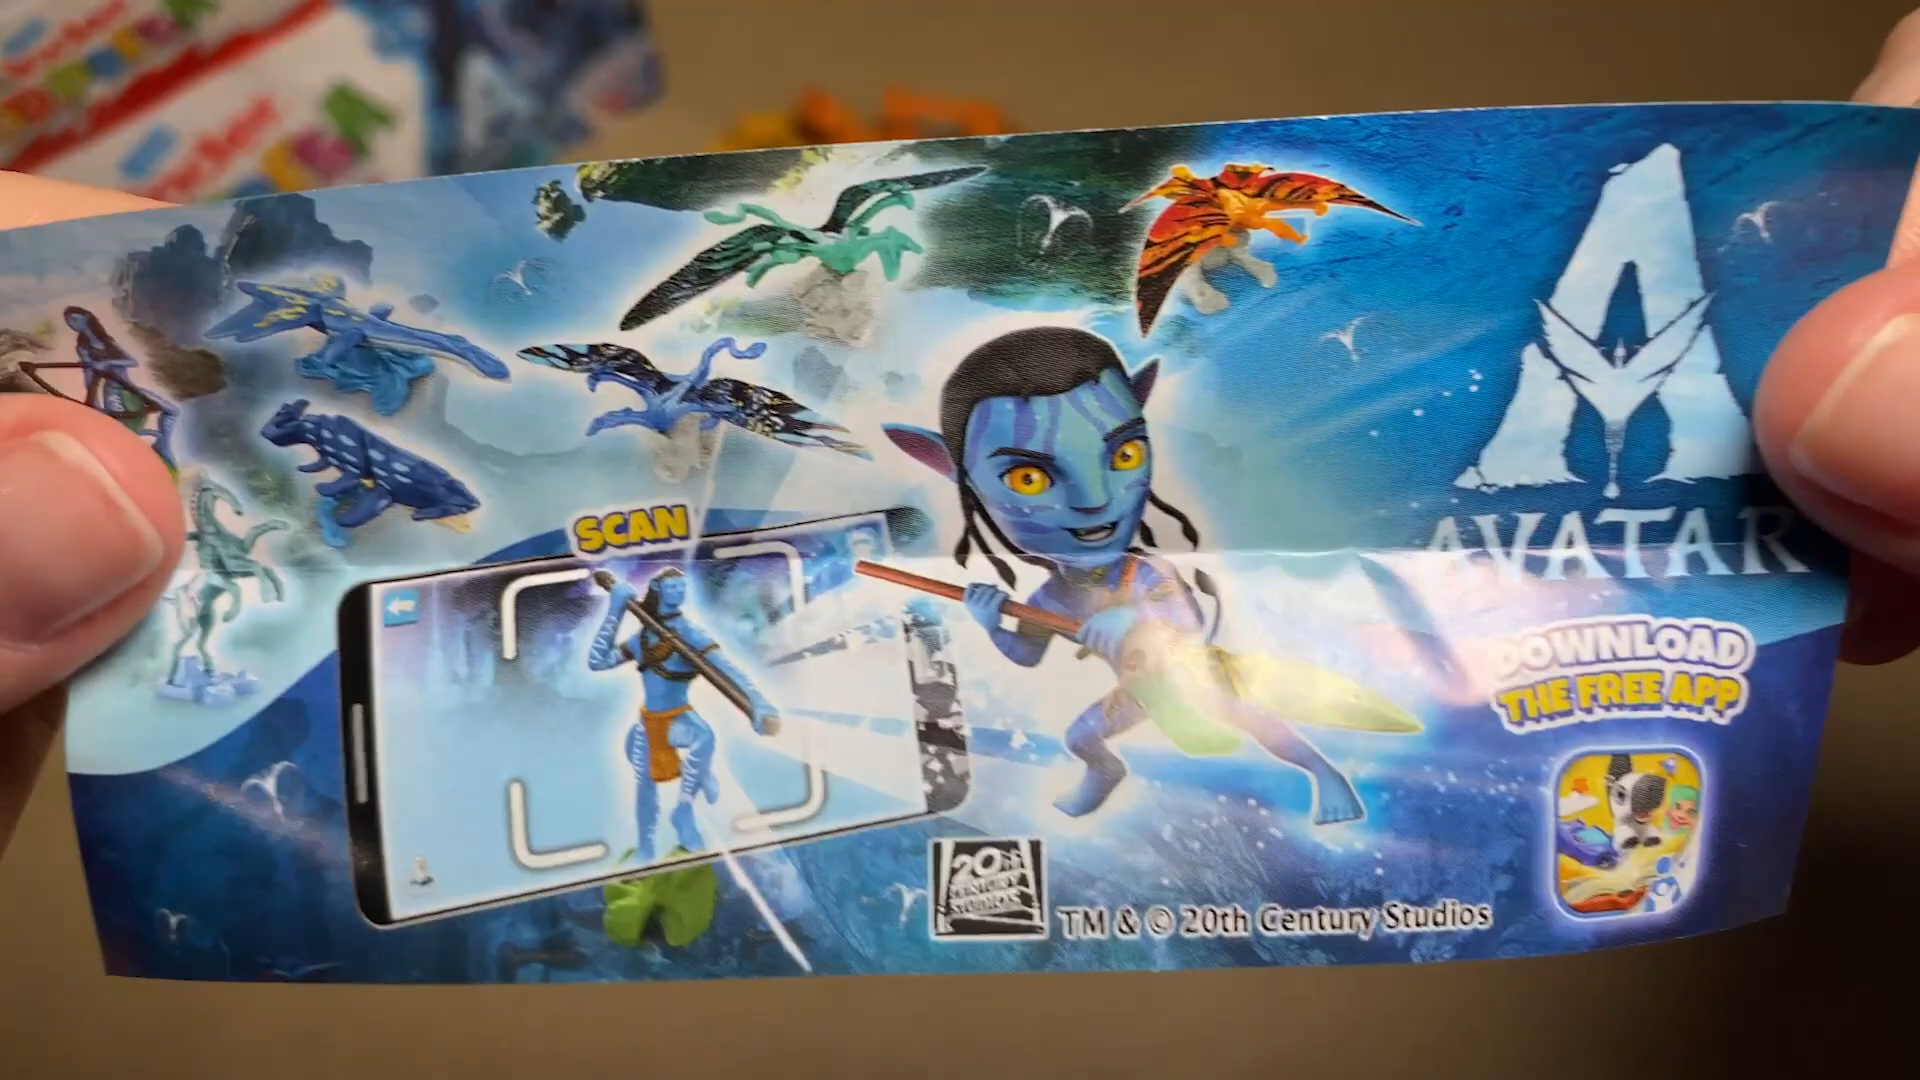 SCAN
AVATAR
DOWNLOAD
THE FREE APP
20th
CENTURY
STUDIOS
TM & © 20th Century Studios